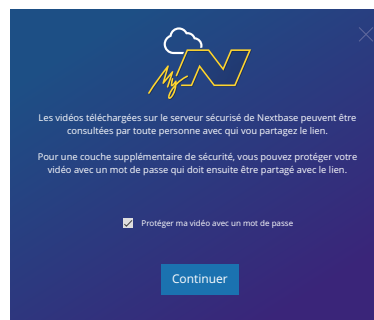 My N
Les vidéos téléchargées sur le serveur sécurisé de Nextbase peuvent être
consultées par toute personne avec qui vou partagez le lien.
Pour une couche supplémentaire de sécurité, vous pouvez protéger votre
vidéo avec un mot de passe qui doit ensuite être partagé avec le lien.
Protéger ma vidéo avec un mot de passe
Continuer